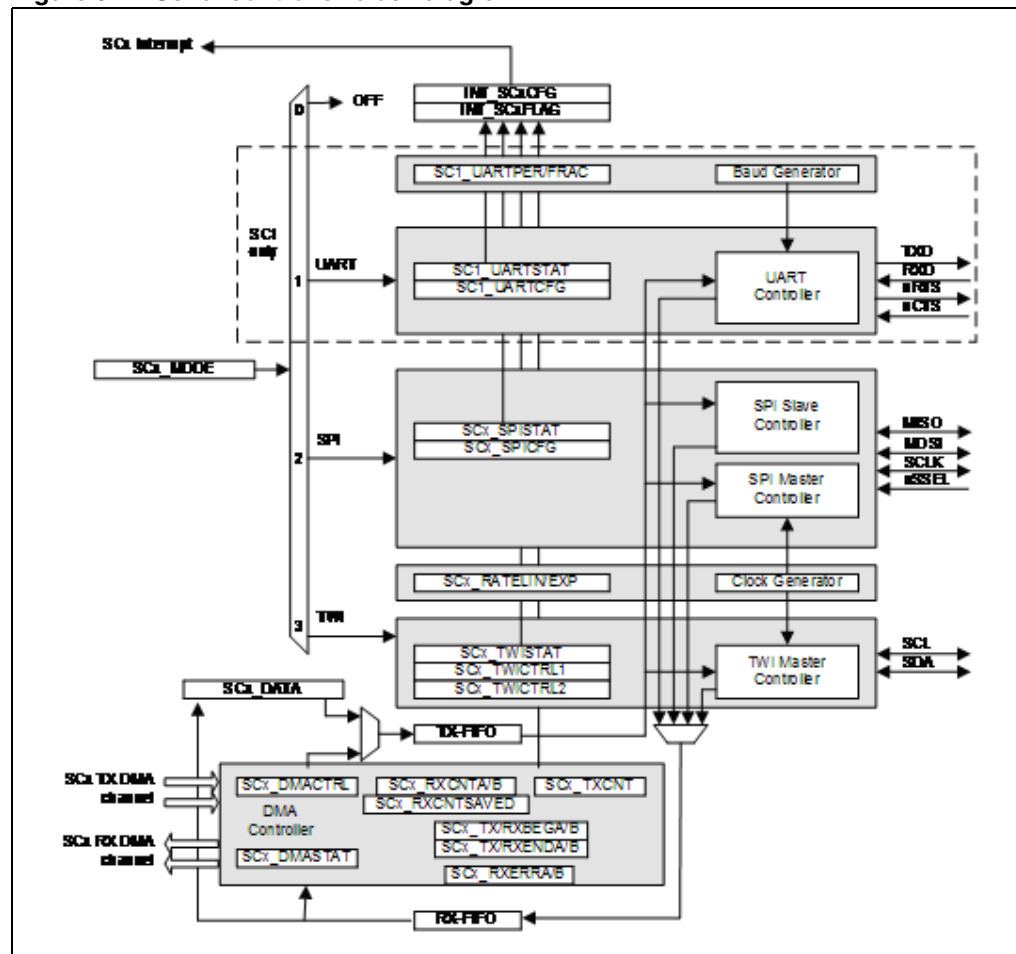 SCx Interrupt
INT_SCxCFG
INT_SCxFLAG
0
OFF
SC1_UARTPER/FRAC
Baud Generator
SC1
only
UART
1
SC1_UARTSTAT
SC1_UARTCFG
UART
Controller
TXD
RXD
nRTS
nCTS
SCx_MODE
SPI
2
SCx_SPISTAT
SCx_SPICFG
SPI Slave
Controller
SPI Master
Controller
MISO
MOSI
SCLK
nSSEL
SCx_RATELIN/EXP
Clock Generator
TWI
3
SCx_TWISTAT
SCx_TWICTRL1
SCx_TWICTRL2
TWI Master
Controller
SCL
SDA
SCx_DATA
TX-FIFO
SCx TX DMA
channel
SCx RX DMA
channel
SCx_DMACTRL
DMA
Controller
SCx_DMASTAT
SCx_RXCNTA/B
SCx_RXCNTSAVED
SCx_TXCNT
SCx_TX/RXBEGA/B
SCx_TX/RXENDA/B
SCx_RXERRA/B
RX-FIFO